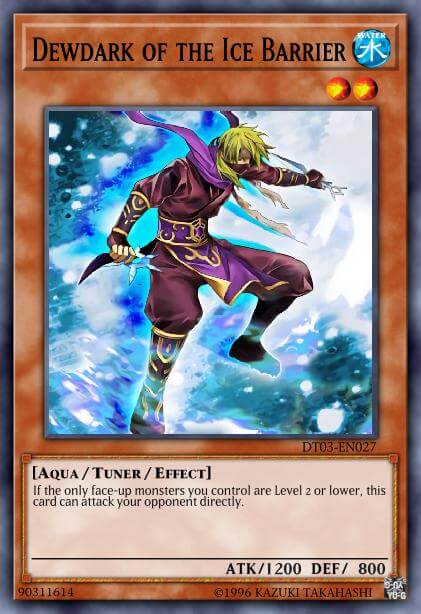 Dewdark of the Ice Barrier
WATER
水
DT03-EN027
[Aqua / Tuner / Effect]
If the only face-up monsters you control are Level 2 or lower, this
card can attack your opponent directly.
ATK/1200 DEF/ 800
90311614
©1996 KAZUKI TAKAHASHI